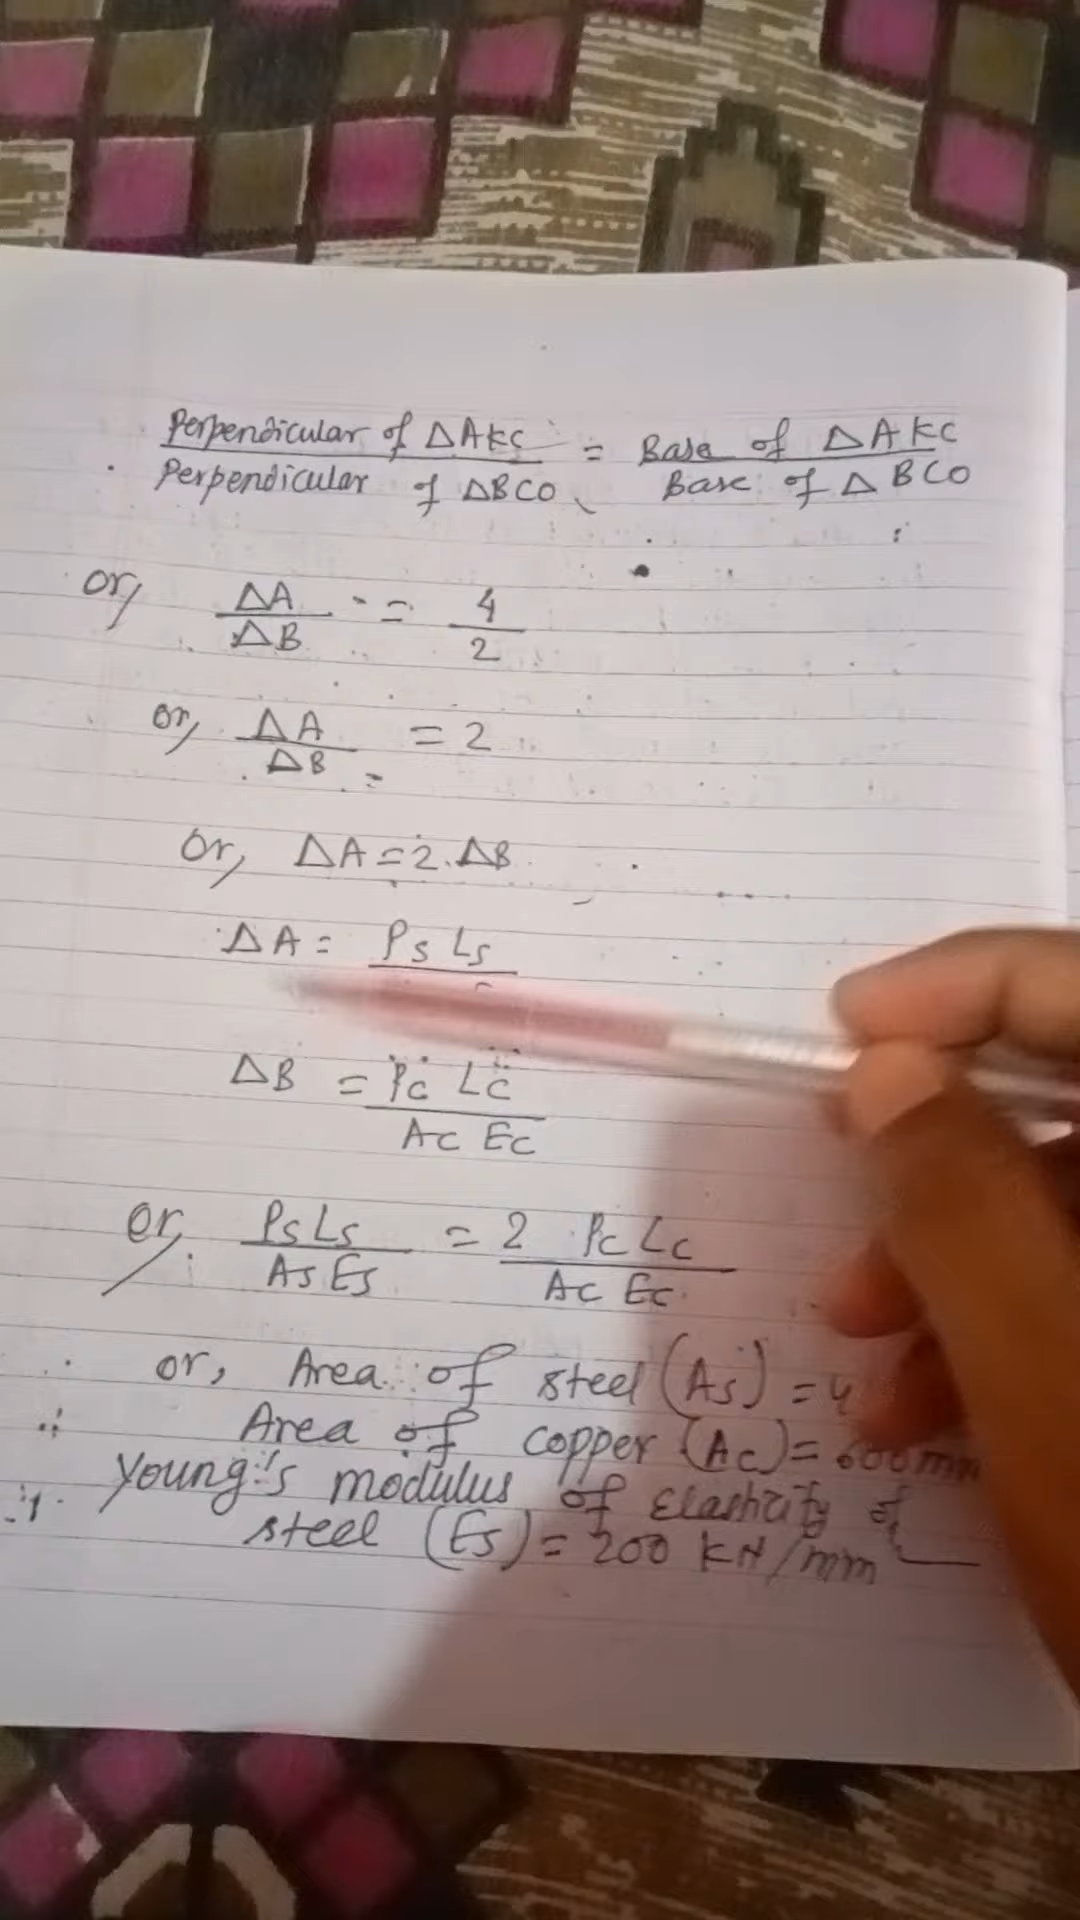 Perpendicular of ΔAKC / Perpendicular of ΔBCO = Base of ΔAKC / Base of ΔBCO
or, ΔA / ΔB = 4 / 2
or, ΔA / ΔB = 2
or, ΔA = 2.ΔB
ΔA = Ps Ls
ΔB = Pc Lc / Ac Ec
or, Ps Ls / As Es = 2 Pc Lc / Ac Ec
or, Area of steel (As) = 4
Area of copper (Ac) = 600 mm
Young's modulus of Elasticity of
steel (Es) = 200 KN/mm